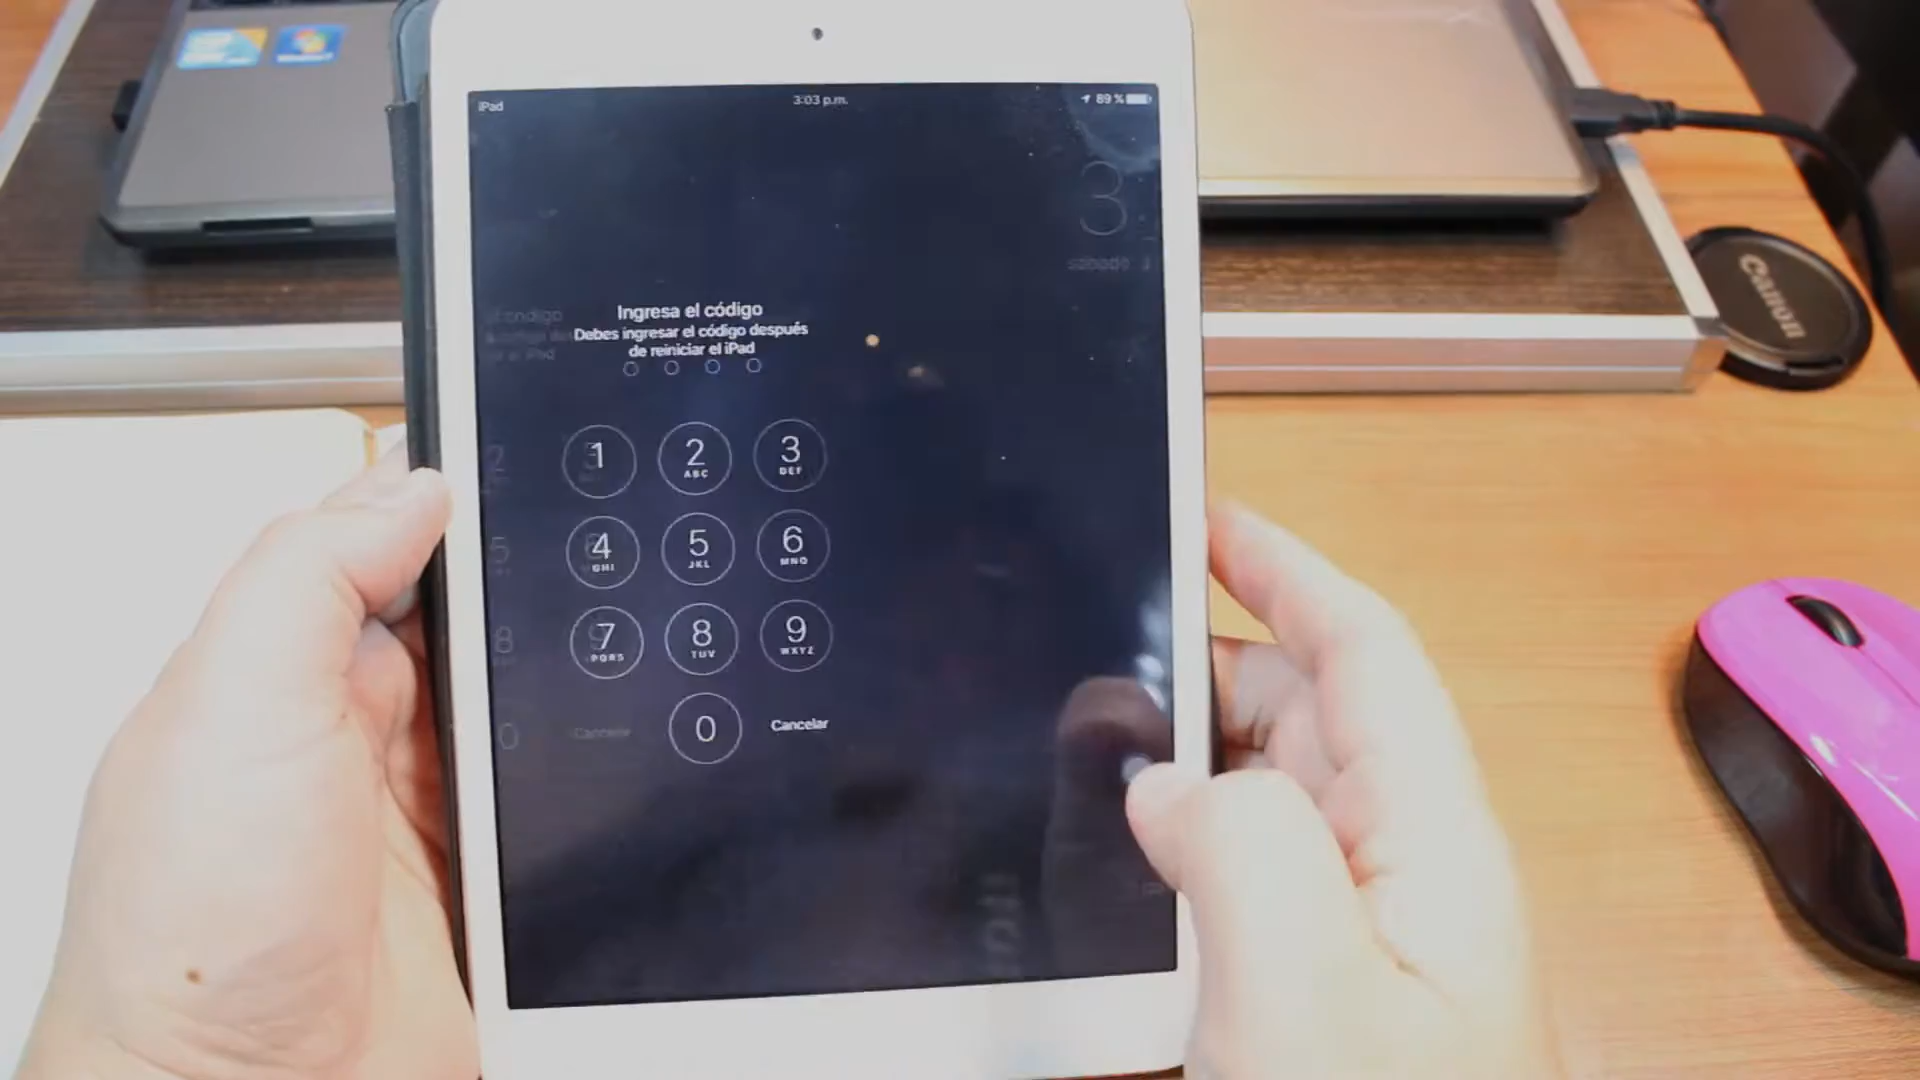 iPad
3:03 p.m.
89 %
3
sábado
Ingresa el código
Debes ingresar el código después
de reiniciar el iPad
1
2
ABC
3
DEF
4
GHI
5
JKL
6
MNO
7
PQRS
8
TUV
9
WXYZ
0
Cancelar
Canon